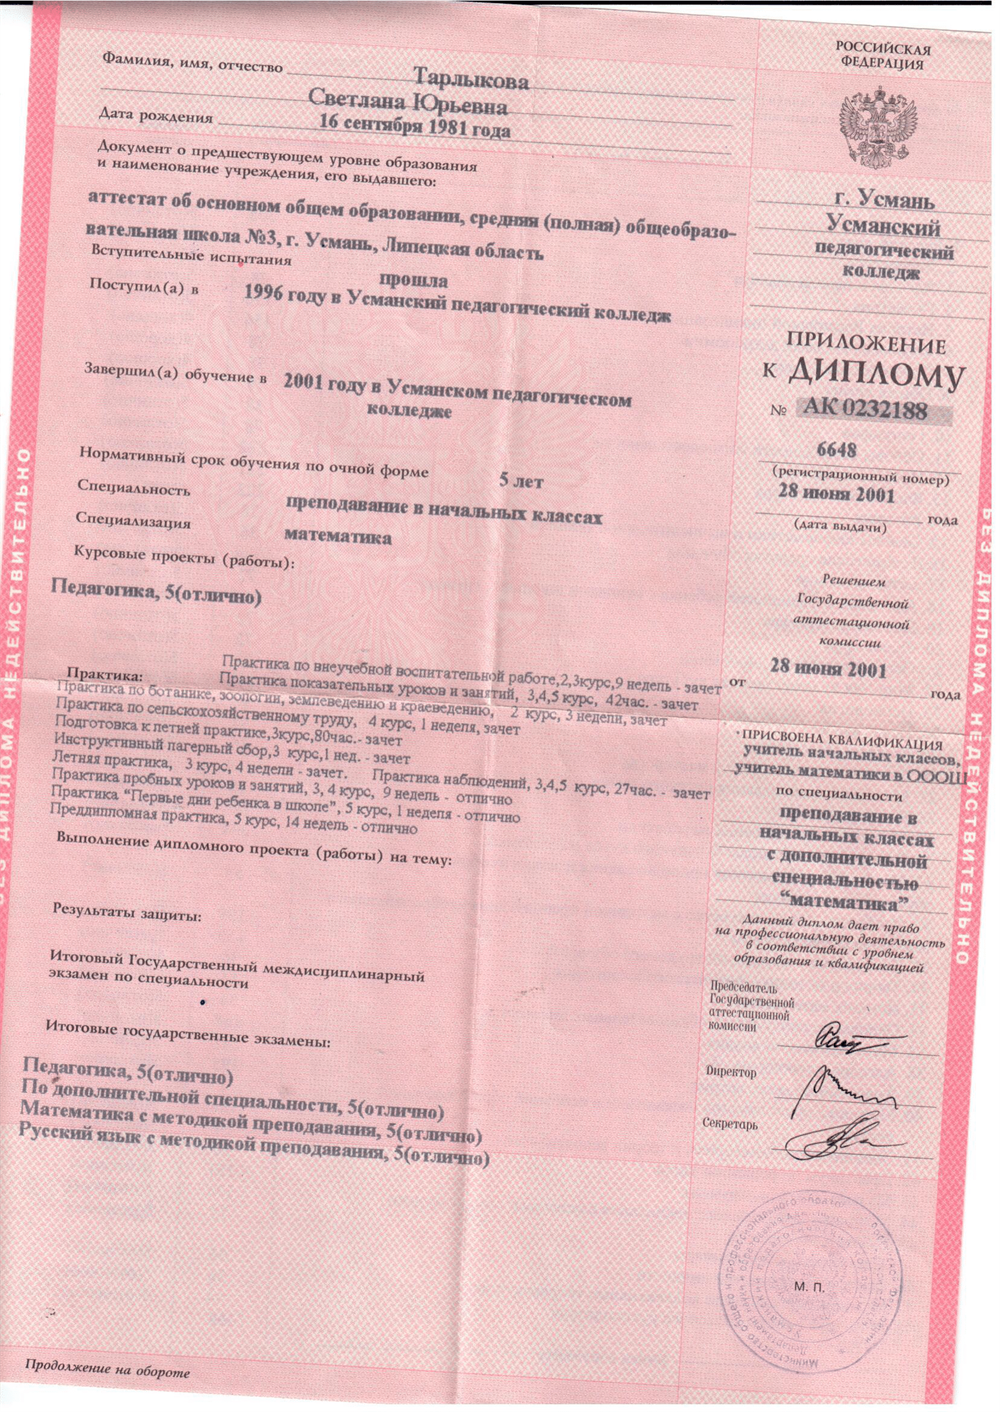 Фамилия, имя, отчество Тарлыкова
Светлана Юрьевна
Дата рождения 16 сентября 1981 года
Документ о предшествующем уровне образования
и наименование учреждения, его выдавшего:
аттестат об основном общем образовании, средняя (полная) общеобразо-
вательная школа №3, г. Усмань, Липецкая область
Вступительные испытания прошла
Поступил(а) в 1996 году в Усманский педагогический колледж
Завершил(а) обучение в 2001 году в Усманском педагогическом
колледже
Нормативный срок обучения по очной форме 5 лет
Специальность преподавание в начальных классах
Специализация математика
Курсовые проекты (работы):
Педагогика, 5(отлично)
Практика по внеучебной воспитательной работе,2,3курс,9 недель - зачет
Практика: Практика показательных уроков и занятий, 3,4,5 курс, 42час. - зачет
Практика по ботанике, зоологии, землеведению и краеведению, 2 курс, 3 недели, зачет
Практика по сельскохозяйственному труду, 4 курс, 1 неделя, зачет
Подготовка к летней практике,3курс,80час.- зачет
Инструктивный лагерный сбор,3 курс,1 нед. - зачет
Летняя практика, 3 курс, 4 недели - зачет. Практика наблюдений, 3,4,5 курс, 27час. - зачет
Практика пробных уроков и занятий, 3, 4 курс, 9 недель - отлично
Практика “Первые дни ребенка в школе”, 5 курс, 1 неделя - отлично
Преддипломная практика, 5 курс, 14 недель - отлично
Выполнение дипломного проекта (работы) на тему:
Результаты защиты:
Итоговый Государственный междисциплинарный
экзамен по специальности
Итоговые государственные экзамены:
Педагогика, 5(отлично)
По дополнительной специальности, 5(отлично)
Математика с методикой преподавания, 5(отлично)
Русский язык с методикой преподавания, 5(отлично)
Продолжение на обороте
РОССИЙСКАЯ
ФЕДЕРАЦИЯ
г. Усмань
Усманский
педагогический
колледж
ПРИЛОЖЕНИЕ
К ДИПЛОМУ
№ АК 0232188
6648
(регистрационный номер)
28 июня 2001 года
(дата выдачи)
Решением
Государственной
аттестационной
комиссии
от 28 июня 2001 года
ПРИСВОЕНА КВАЛИФИКАЦИЯ
учитель начальных классов,
учитель математики в ОООШ
по специальности
преподавание в
начальных классах
с дополнительной
специальностью
“математика”
Данный диплом дает право
на профессиональную деятельность
в соответствии с уровнем
образования и квалификацией
Председатель
Государственной
аттестационной
комиссии
Директор
Секретарь
М. П.
БЕЗ ДИПЛОМА НЕДЕЙСТВИТЕЛЬНО
БЕЗ ДИПЛОМА НЕДЕЙСТВИТЕЛЬНО